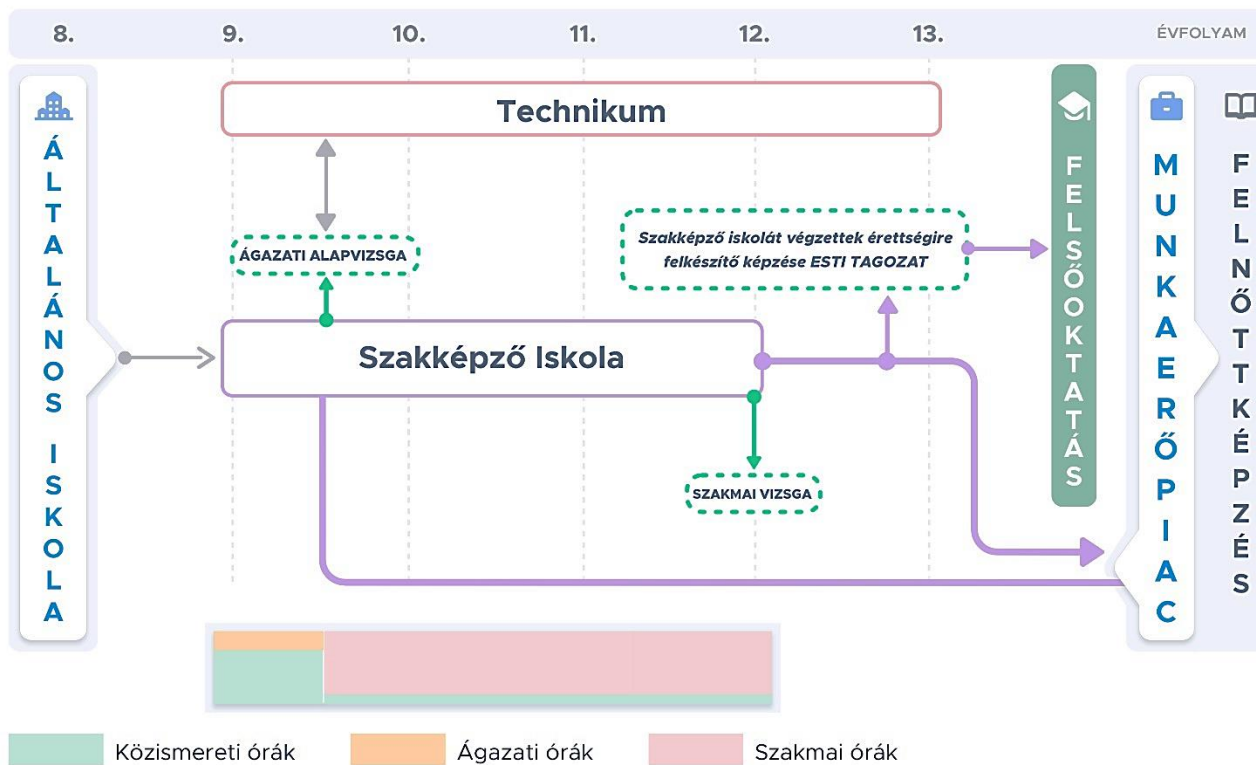 8.
9.
10.
11.
12.
13.
ÉVFOLYAM
ÁLTALÁNOS ISKOLA
Technikum
ÁGAZATI ALAPVIZSGA
Szakképző iskolát végzettek érettségire
felkészítő képzése ESTI TAGOZAT
Szakképző Iskola
SZAKMAI VIZSGA
FELSŐOKTATÁS
MUNKAERŐPIAC
FELNŐTTKÉPZÉS
Közismereti órák
Ágazati órák
Szakmai órák